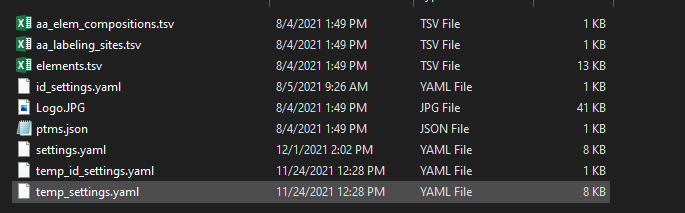 aa_elem_compositions.tsv 8/4/2021 1:49 PM TSV File 1 KB
aa_labeling_sites.tsv 8/4/2021 1:49 PM TSV File 1 KB
elements.tsv 8/4/2021 1:49 PM TSV File 13 KB
id_settings.yaml 8/5/2021 9:26 AM YAML File 1 KB
Logo.JPG 8/4/2021 1:49 PM JPG File 41 KB
ptms.json 8/4/2021 1:49 PM JSON File 1 KB
settings.yaml 12/1/2021 2:02 PM YAML File 8 KB
temp_id_settings.yaml 11/24/2021 12:28 PM YAML File 1 KB
temp_settings.yaml 11/24/2021 12:28 PM YAML File 8 KB